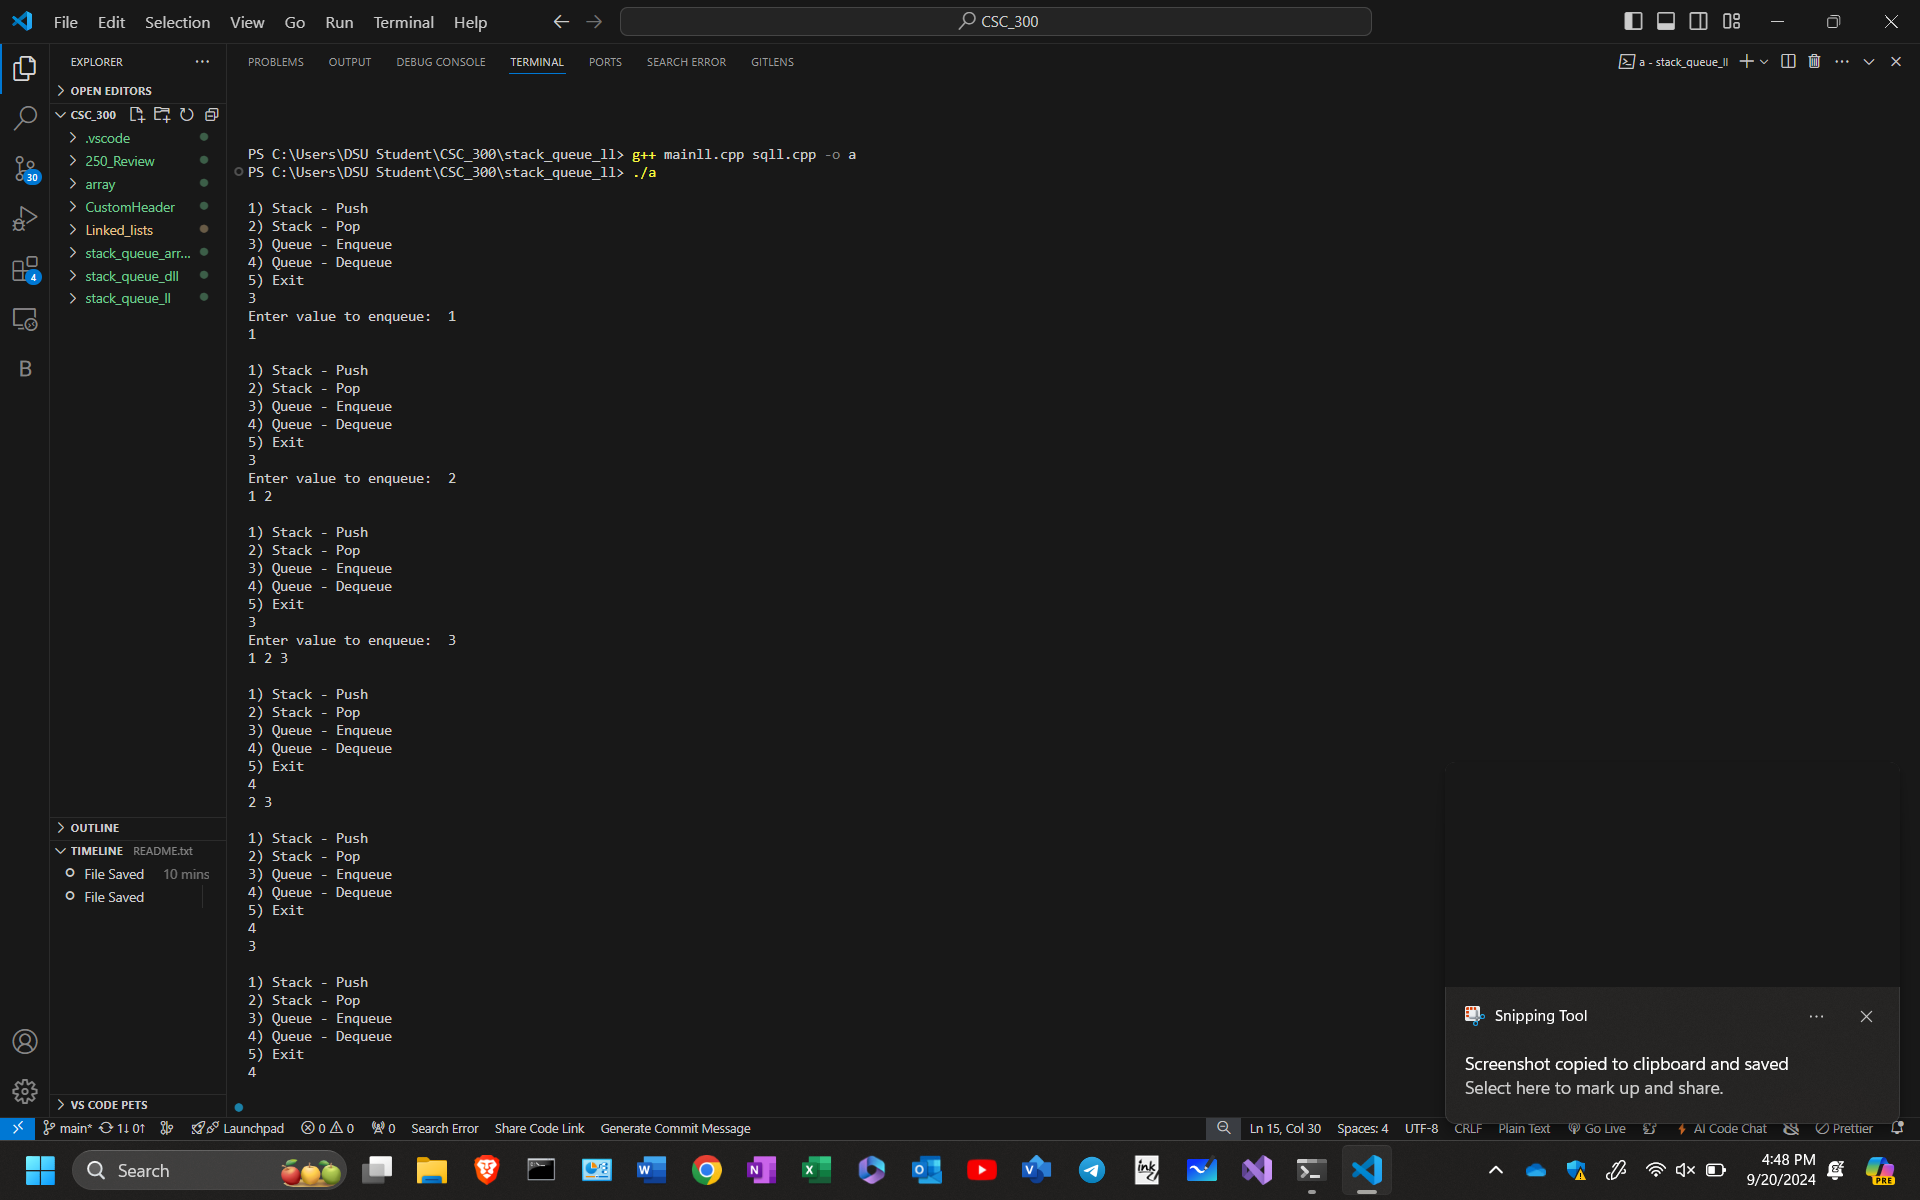 File Edit Selection View Go Run Terminal Help
CSC_300
EXPLORER
OPEN EDITORS
CSC_300
.vscode
250_Review
array
CustomHeader
Linked_lists
stack_queue_arr...
stack_queue_dll
stack_queue_ll
30
4
B
OUTLINE
TIMELINE README.txt
File Saved 10 mins
File Saved
VS CODE PETS
PROBLEMS OUTPUT DEBUG CONSOLE TERMINAL PORTS SEARCH ERROR GITLENS
a - stack_queue_ll
PS C:\Users\DSU Student\CSC_300\stack_queue_ll> g++ mainll.cpp sqll.cpp -o a
PS C:\Users\DSU Student\CSC_300\stack_queue_ll> ./a
1) Stack - Push
2) Stack - Pop
3) Queue - Enqueue
4) Queue - Dequeue
5) Exit
3
Enter value to enqueue:  1
1
1) Stack - Push
2) Stack - Pop
3) Queue - Enqueue
4) Queue - Dequeue
5) Exit
3
Enter value to enqueue:  2
1 2
1) Stack - Push
2) Stack - Pop
3) Queue - Enqueue
4) Queue - Dequeue
5) Exit
3
Enter value to enqueue:  3
1 2 3
1) Stack - Push
2) Stack - Pop
3) Queue - Enqueue
4) Queue - Dequeue
5) Exit
4
2 3
1) Stack - Push
2) Stack - Pop
3) Queue - Enqueue
4) Queue - Dequeue
5) Exit
4
3
1) Stack - Push
2) Stack - Pop
3) Queue - Enqueue
4) Queue - Dequeue
5) Exit
4
Snipping Tool
Screenshot copied to clipboard and saved
Select here to mark up and share.
main* 1↓ 0↑ Launchpad 0 0 0 Search Error Share Code Link Generate Commit Message
Ln 15, Col 30 Spaces: 4 UTF-8 CRLF Plain Text Go Live AI Code Chat Prettier
Search
4:48 PM
9/20/2024
ink
PRE